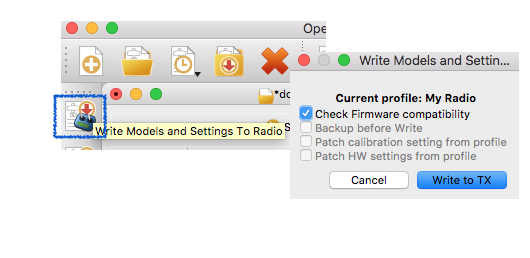 Ope
*do
S
Write Models and Settings To Radio
Write Models and Settin...
Current profile: My Radio
Check Firmware compatibility
Backup before Write
Patch calibration setting from profile
Patch HW settings from profile
Cancel
Write to TX